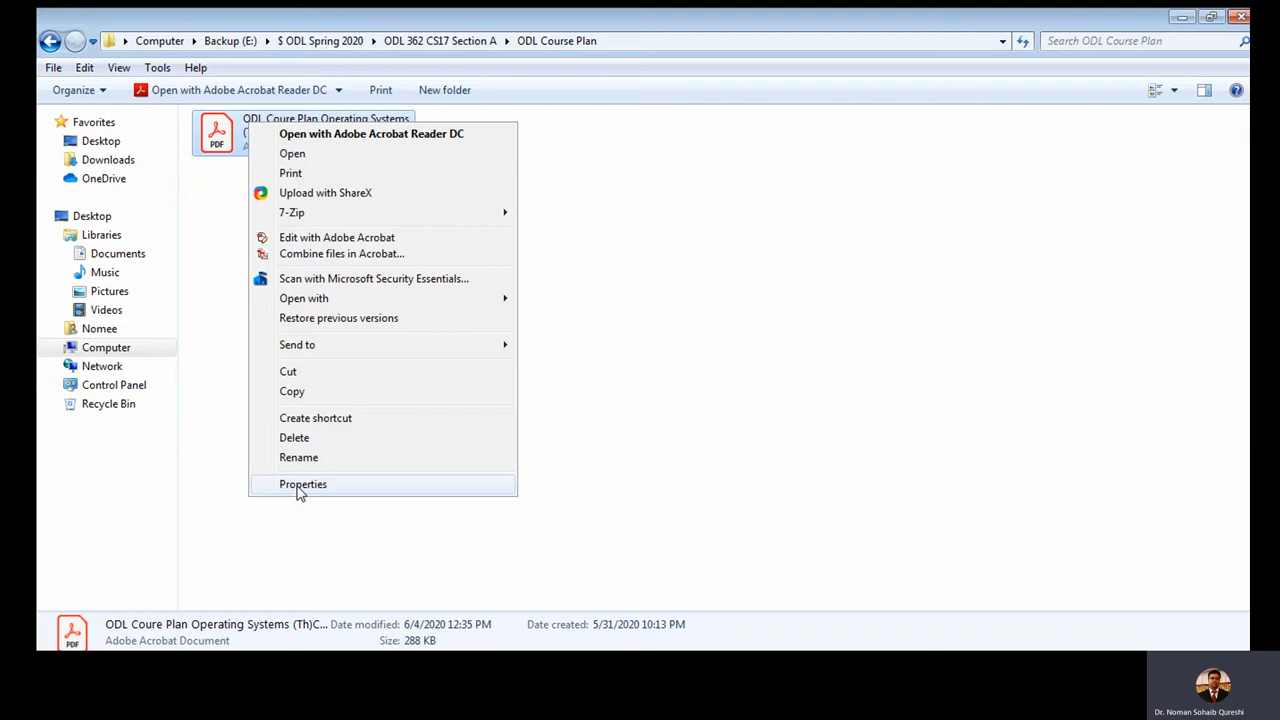 Computer Backup (E:) $ ODL Spring 2020 ODL 362 CS17 Section A ODL Course Plan Search ODL Course Plan
File Edit View Tools Help
Organize Open with Adobe Acrobat Reader DC Print New folder
Favorites
Desktop
Downloads
OneDrive
Desktop
Libraries
Documents
Music
Pictures
Videos
Nomee
Computer
Network
Control Panel
Recycle Bin
PDF
ODL Coure Plan Operating Systems
Open with Adobe Acrobat Reader DC
Open
Print
Upload with ShareX
7-Zip
Edit with Adobe Acrobat
Combine files in Acrobat...
Scan with Microsoft Security Essentials...
Open with
Restore previous versions
Send to
Cut
Copy
Create shortcut
Delete
Rename
Properties
PDF
ODL Coure Plan Operating Systems (Th)C... Date modified: 6/4/2020 12:35 PM Date created: 5/31/2020 10:13 PM
Adobe Acrobat Document Size: 288 KB
Dr. Noman Sohaib Qureshi